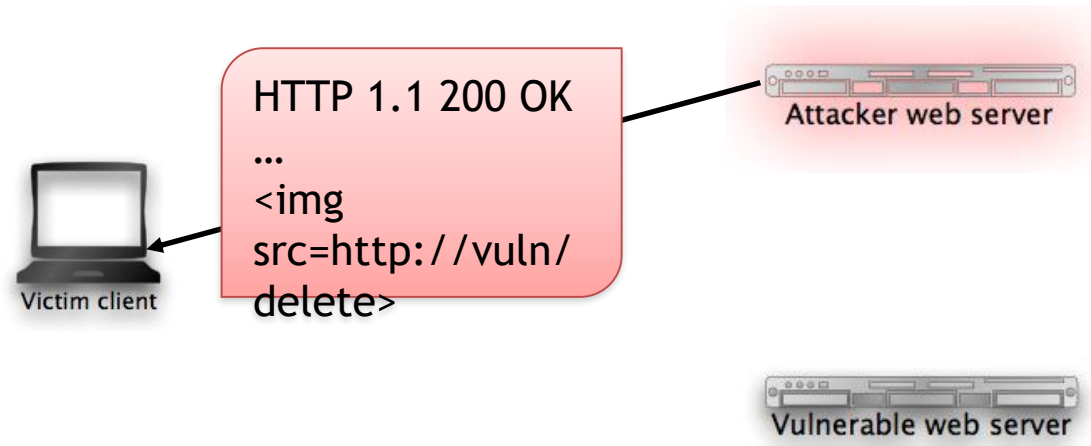 HTTP 1.1 200 OK
…
<img
src=http://vuln/
delete>
Attacker web server
Victim client
Vulnerable web server